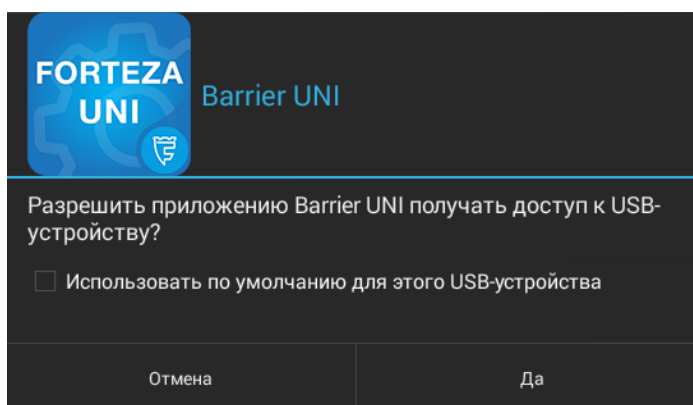 FORTEZA
UNI
Barrier UNI
Разрешить приложению Barrier UNI получать доступ к USB-
устройству?
Использовать по умолчанию для этого USB-устройства
Отмена
Да